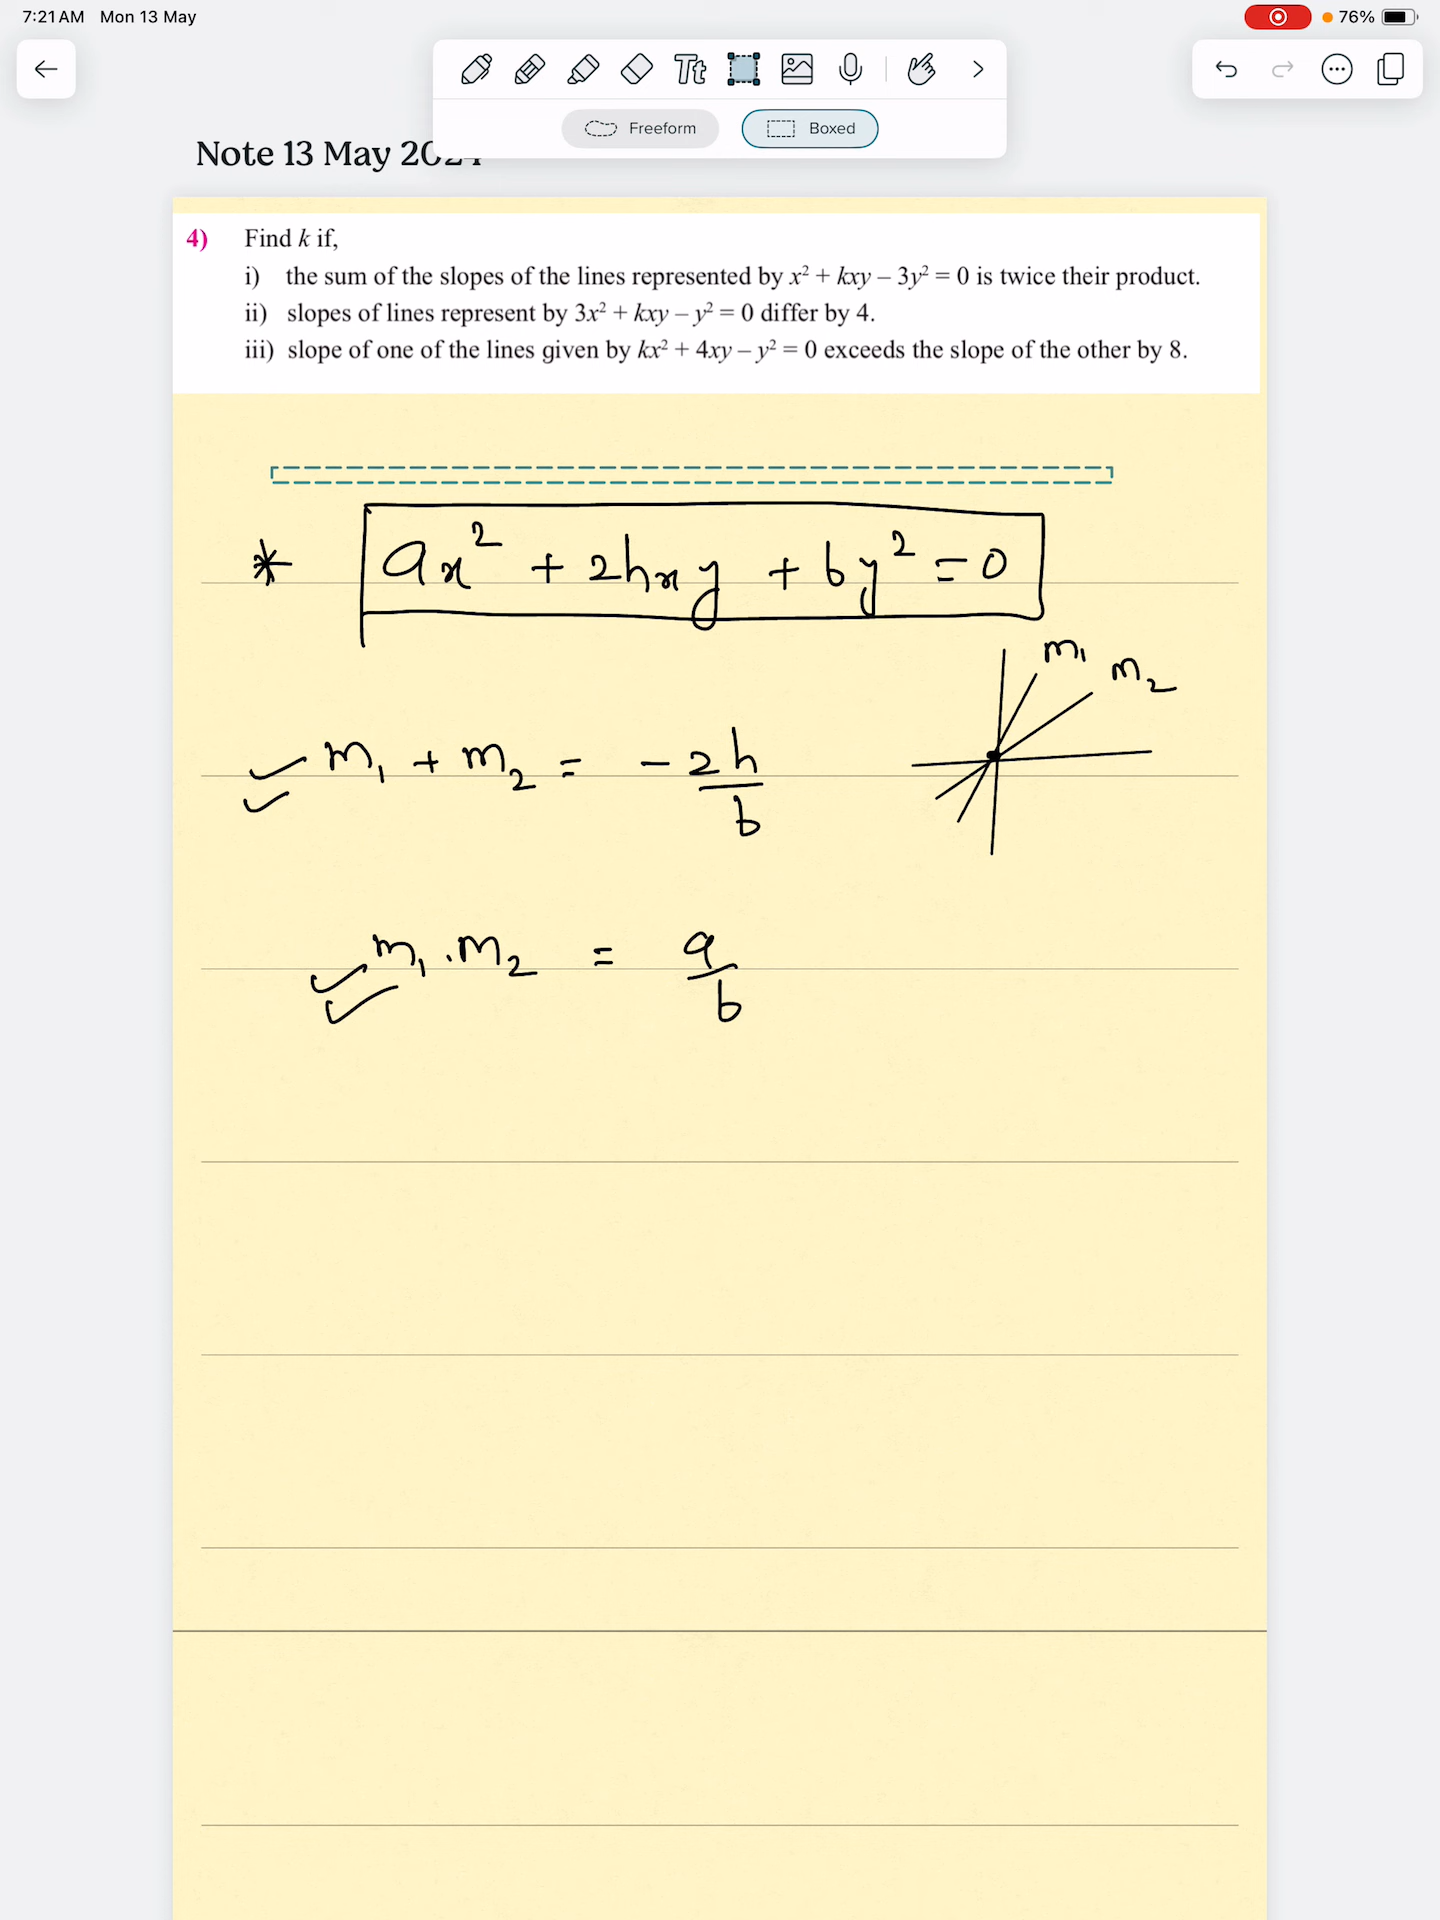 7:21 AM Mon 13 May
76%
Tt
Freeform
Boxed
Note 13 May
4) Find k if,
i) the sum of the slopes of the lines represented by x² + kxy – 3y² = 0 is twice their product.
ii) slopes of lines represent by 3x² + kxy – y² = 0 differ by 4.
iii) slope of one of the lines given by kx² + 4xy – y² = 0 exceeds the slope of the other by 8.
* ax² + 2hxy + by² = 0
m₁
m₂
m₁ + m₂ = -2h/b
m₁ . m₂ = a/b